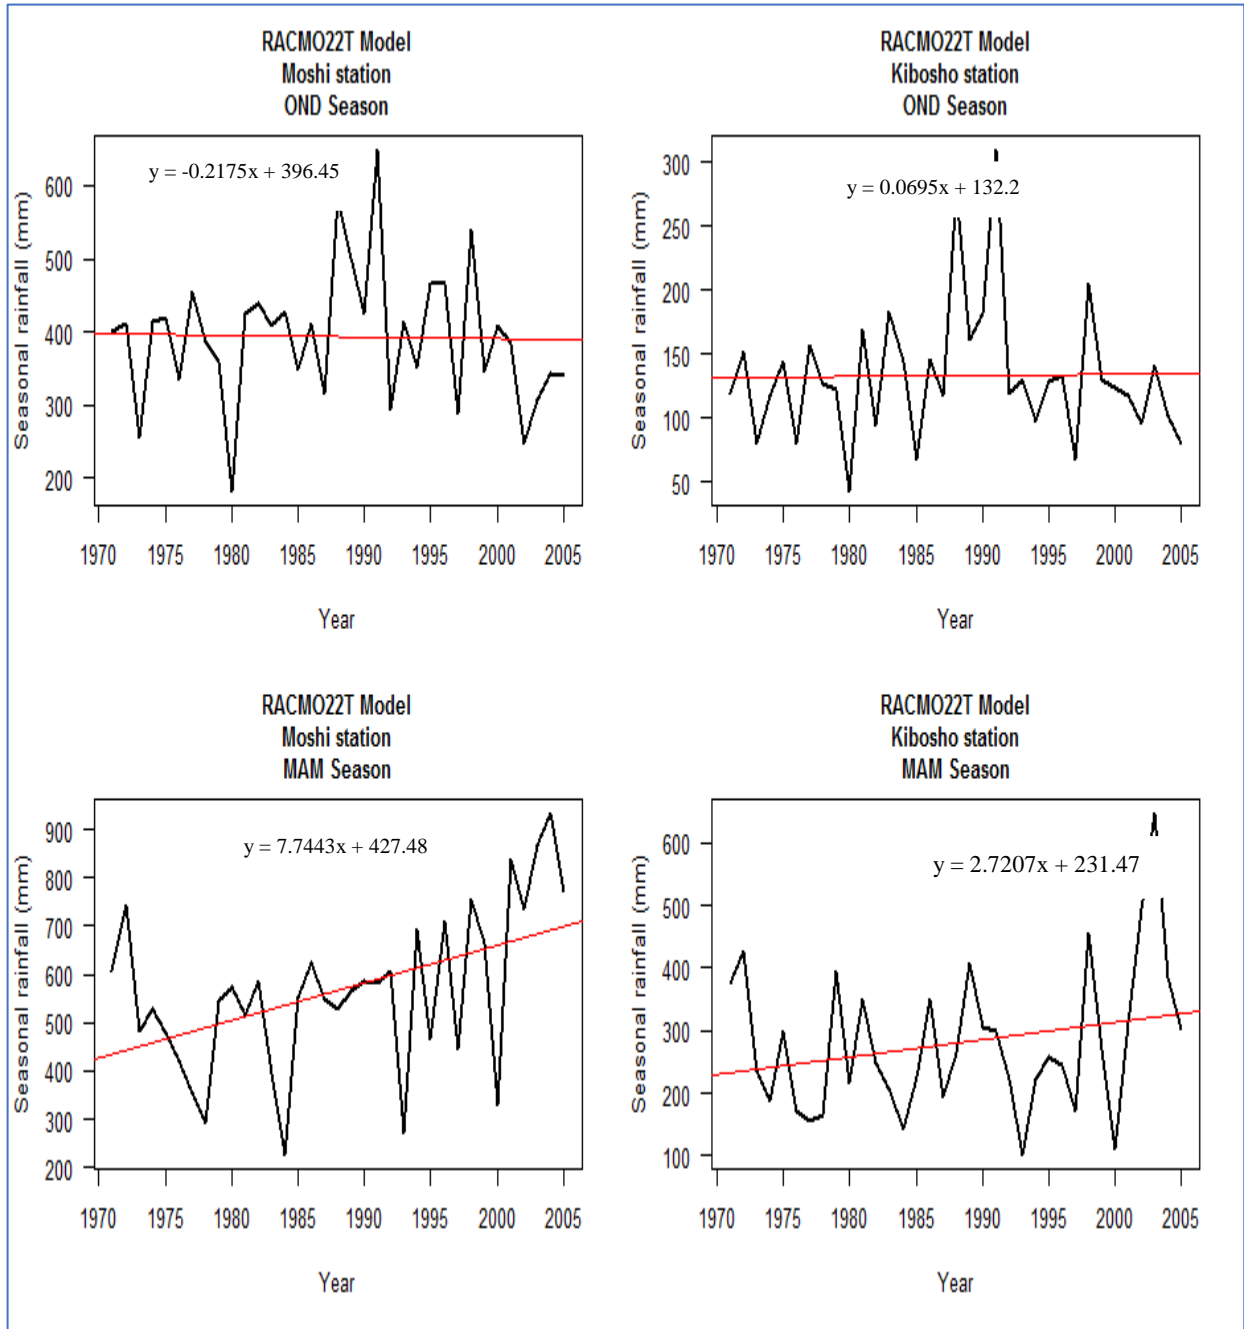 RACMO22T Model
Moshi station
OND Season
y = -0.2175x + 396.45
Seasonal rainfall (mm)
600
500
400
300
200
1970 1975 1980 1985 1990 1995 2000 2005
Year
RACMO22T Model
Kibosho station
OND Season
y = 0.0695x + 132.2
Seasonal rainfall (mm)
300
250
200
150
100
50
1970 1975 1980 1985 1990 1995 2000 2005
Year
RACMO22T Model
Moshi station
MAM Season
y = 7.7443x + 427.48
Seasonal rainfall (mm)
900
800
700
600
500
400
300
200
1970 1975 1980 1985 1990 1995 2000 2005
Year
RACMO22T Model
Kibosho station
MAM Season
y = 2.7207x + 231.47
Seasonal rainfall (mm)
600
500
400
300
200
100
1970 1975 1980 1985 1990 1995 2000 2005
Year